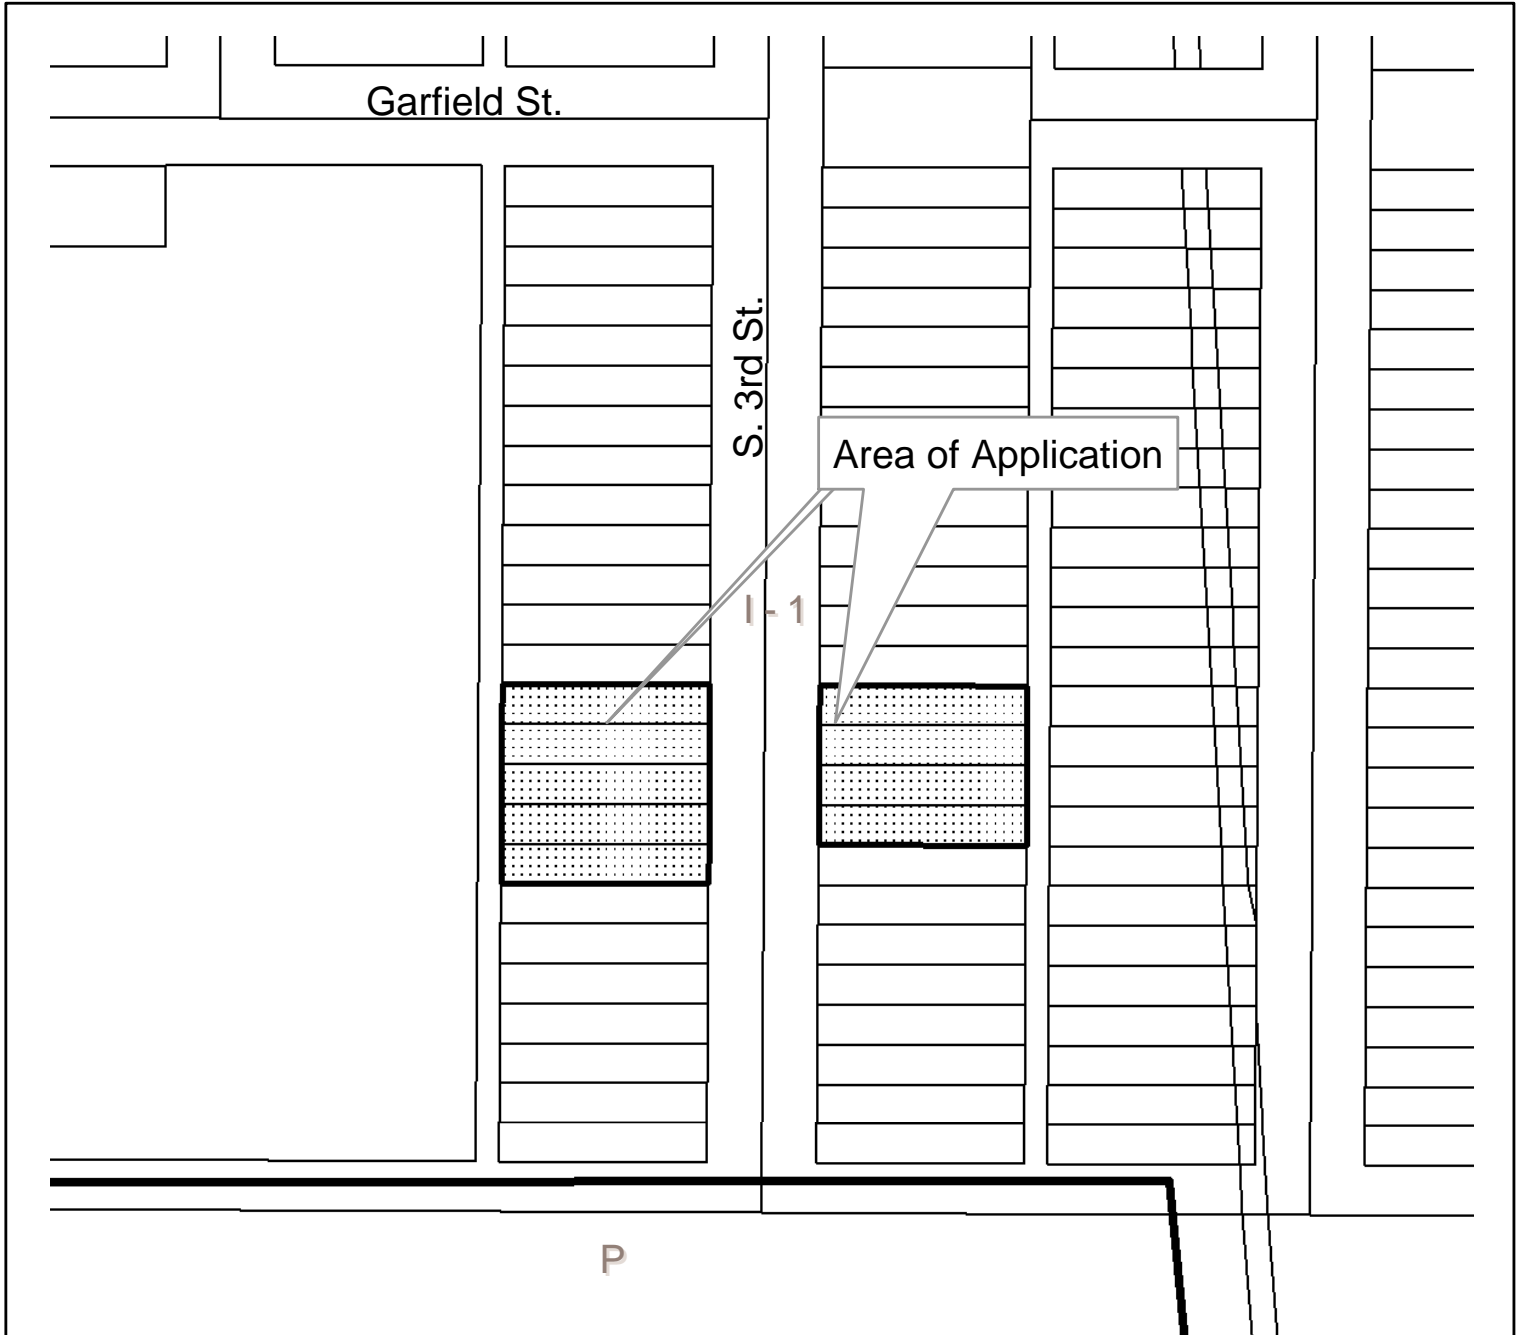 Garfield St.
S. 3rd St.
Area of Application
I - 1
P